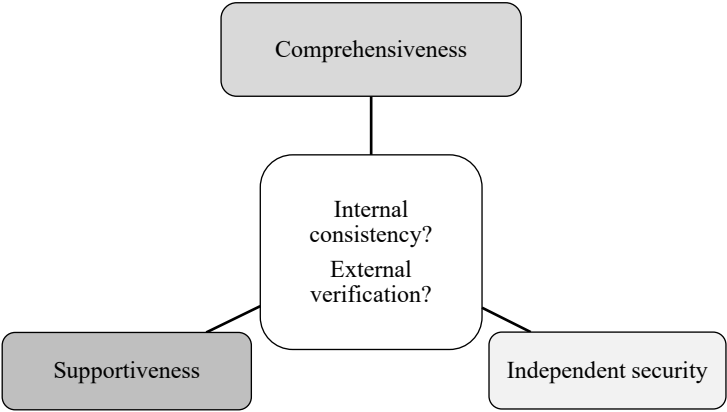 Comprehensiveness
Internal
consistency?
External
verification?
Supportiveness
Independent security